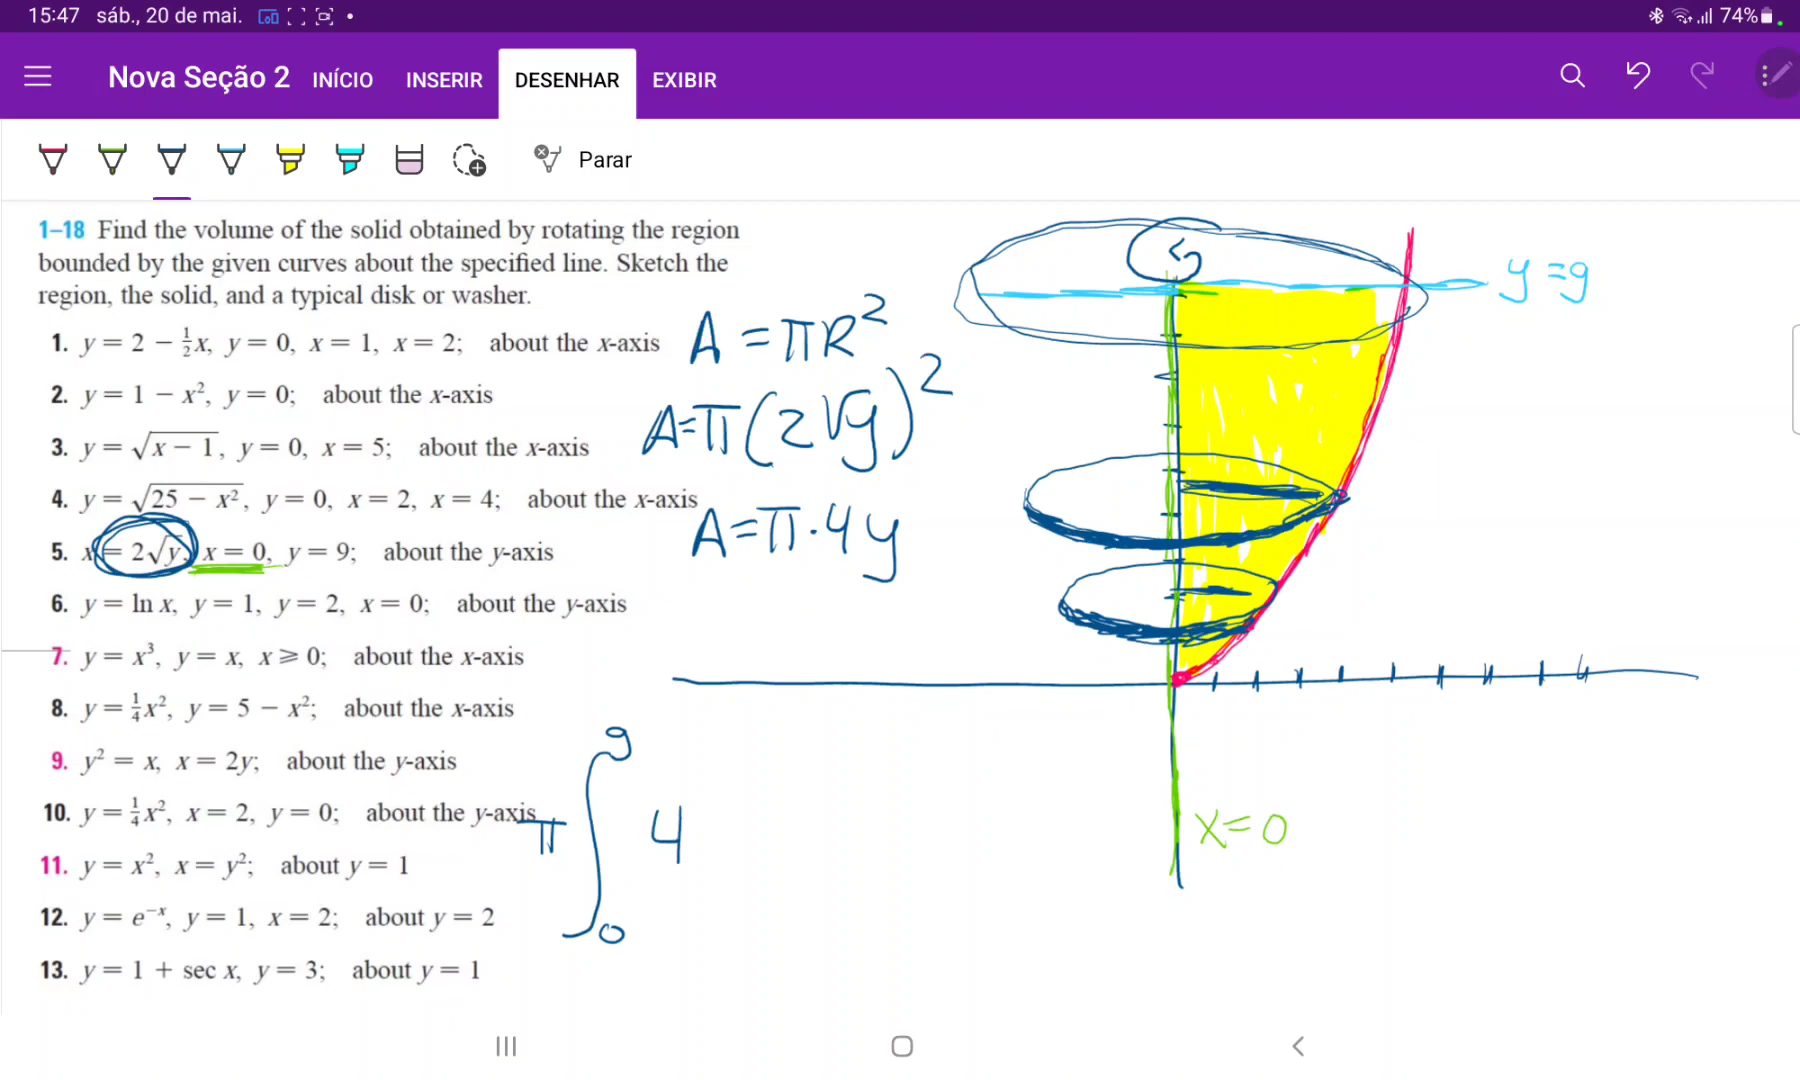 15:47 sáb., 20 de mai. 74%
Nova Seção 2 INÍCIO INSERIR DESENHAR EXIBIR
Parar
1–18 Find the volume of the solid obtained by rotating the region
bounded by the given curves about the specified line. Sketch the
region, the solid, and a typical disk or washer.
1. y = 2 − ½x, y = 0, x = 1, x = 2; about the x-axis
2. y = 1 − x², y = 0; about the x-axis
3. y = √(x − 1), y = 0, x = 5; about the x-axis
4. y = √(25 − x²), y = 0, x = 2, x = 4; about the x-axis
5. x = 2√y, x = 0, y = 9; about the y-axis
6. y = ln x, y = 1, y = 2, x = 0; about the y-axis
7. y = x³, y = x, x ≥ 0; about the x-axis
8. y = ¼x², y = 5 − x²; about the x-axis
9. y² = x, x = 2y; about the y-axis
10. y = ¼x², x = 2, y = 0; about the y-axis
11. y = x², x = y²; about y = 1
12. y = e⁻ˣ, y = 1, x = 2; about y = 2
13. y = 1 + sec x, y = 3; about y = 1
A = πR²
A = π(2√y)²
A = π·4y
π ∫₀⁹ 4
y = 9
x = 0